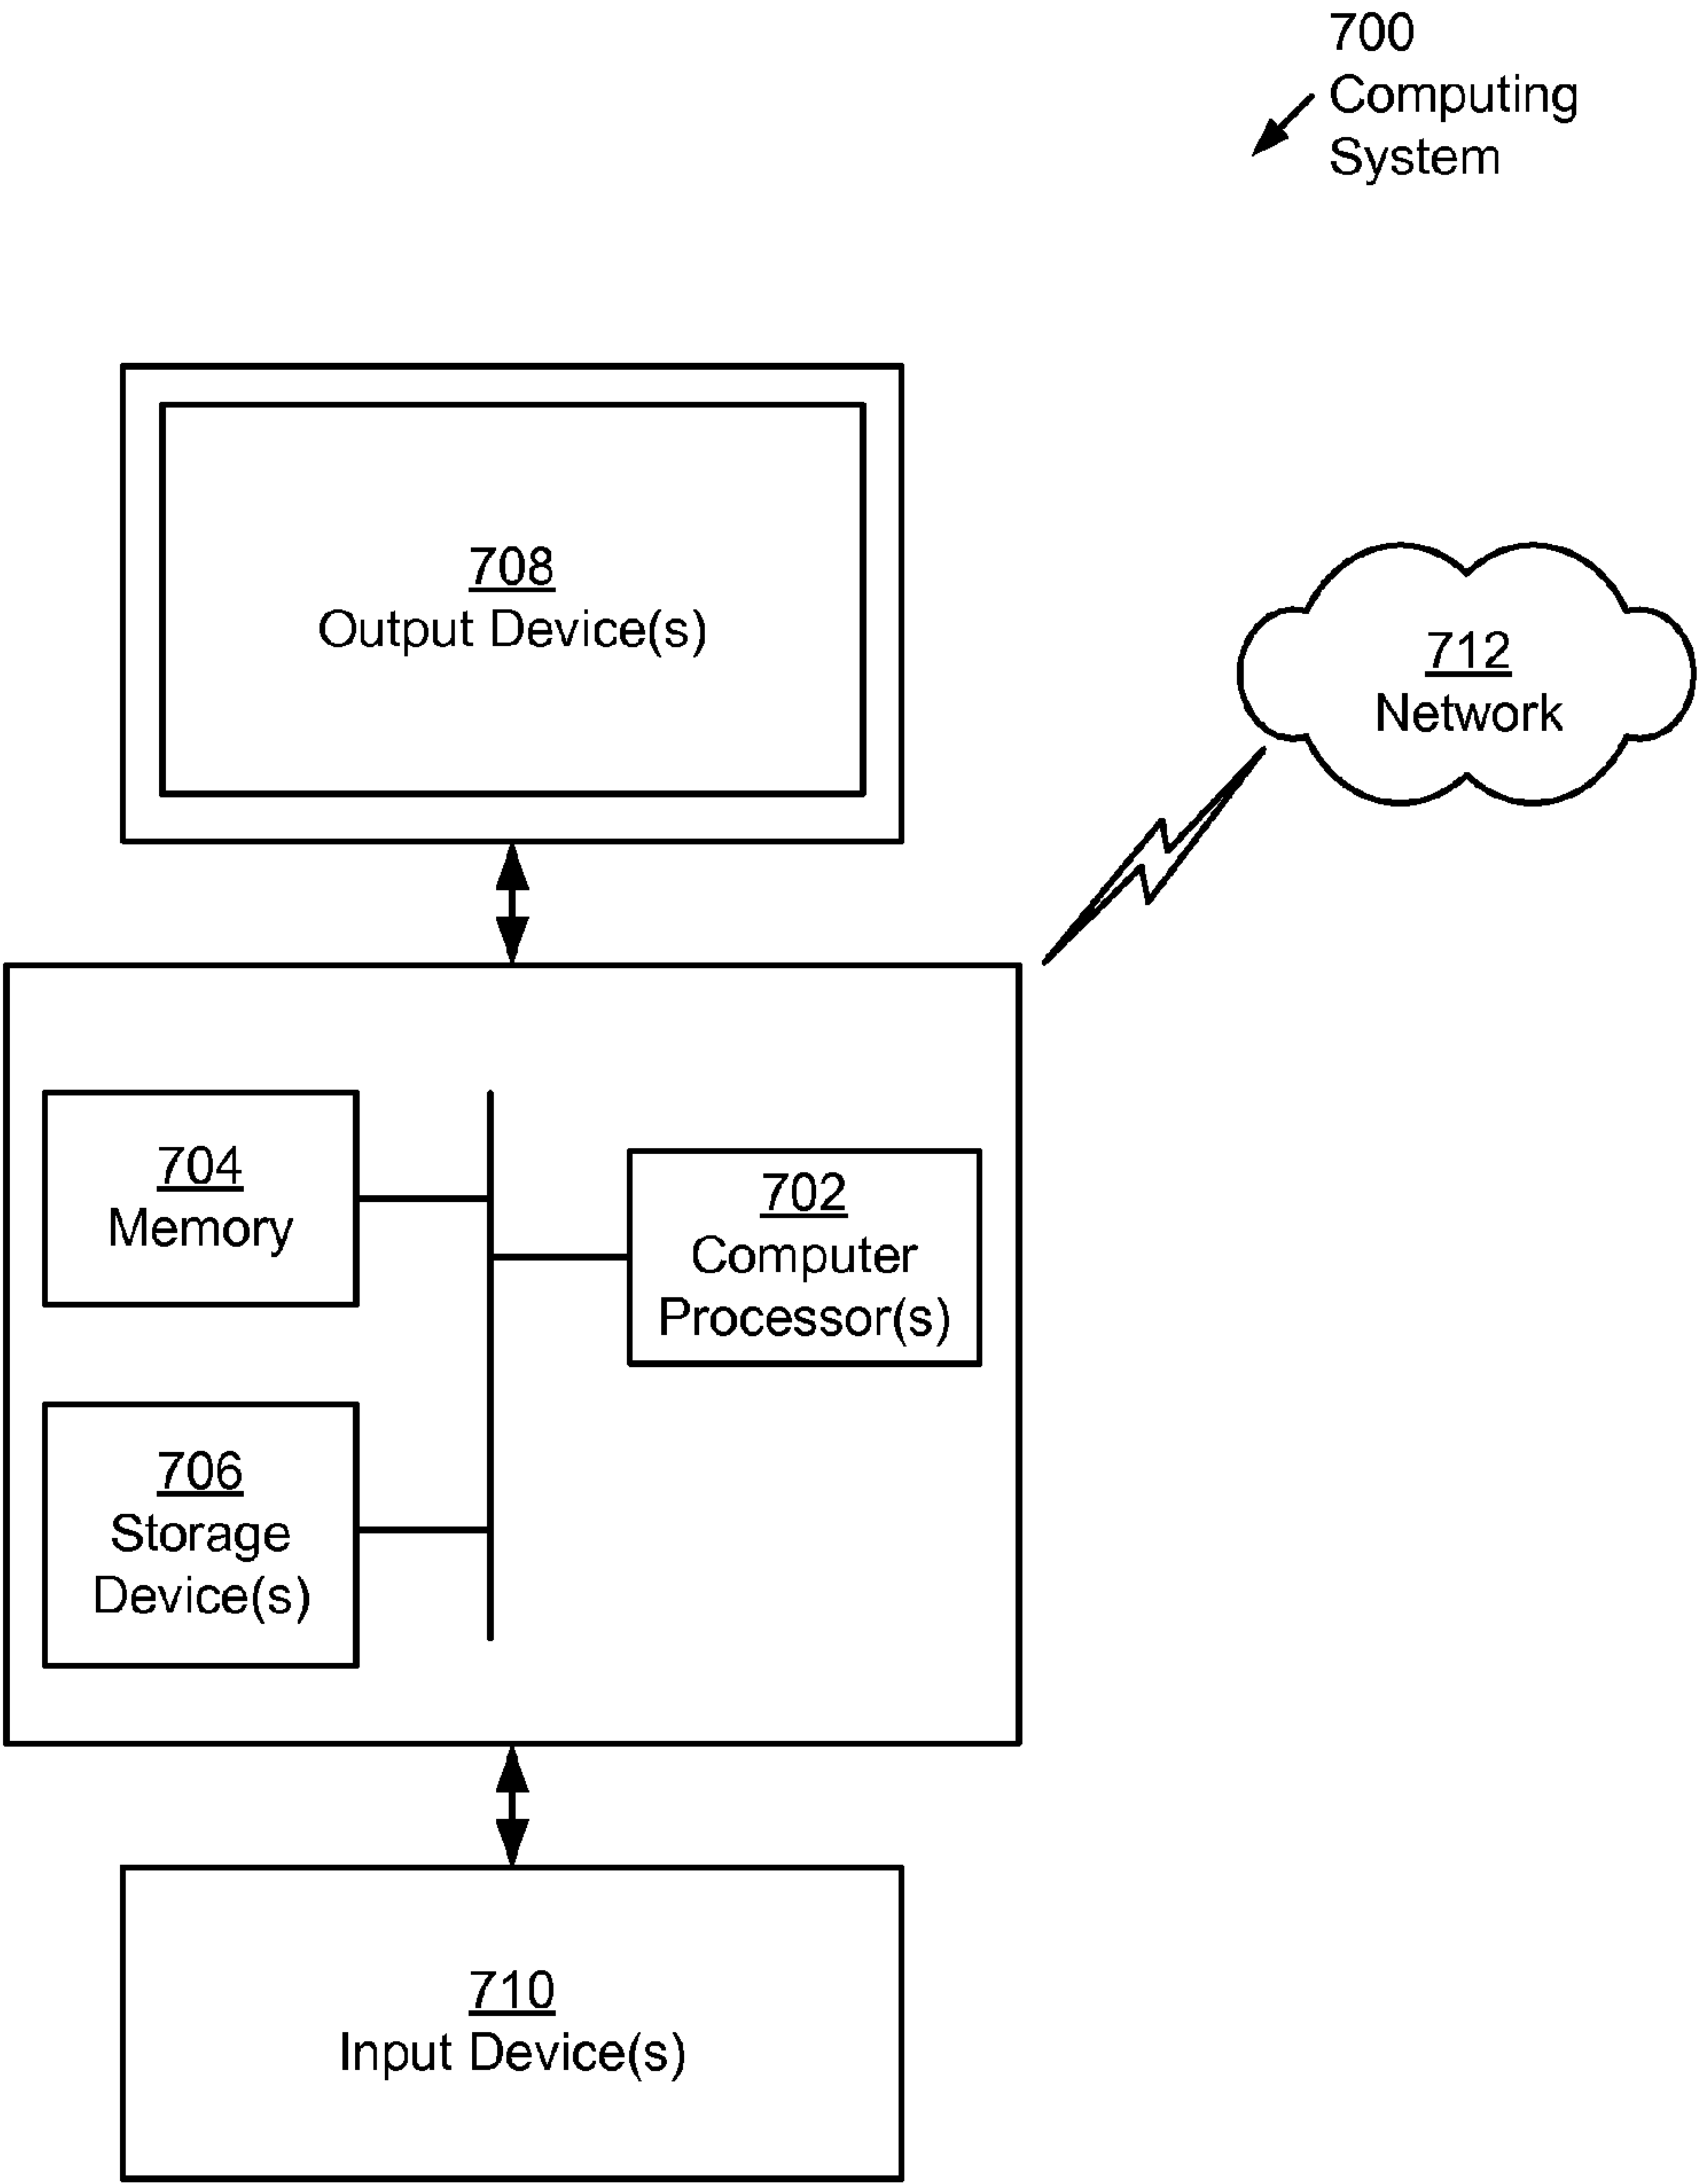 700
Computing
System
708
Output Device(s)
712
Network
704
Memory
702
Computer
Processor(s)
706
Storage
Device(s)
710
Input Device(s)